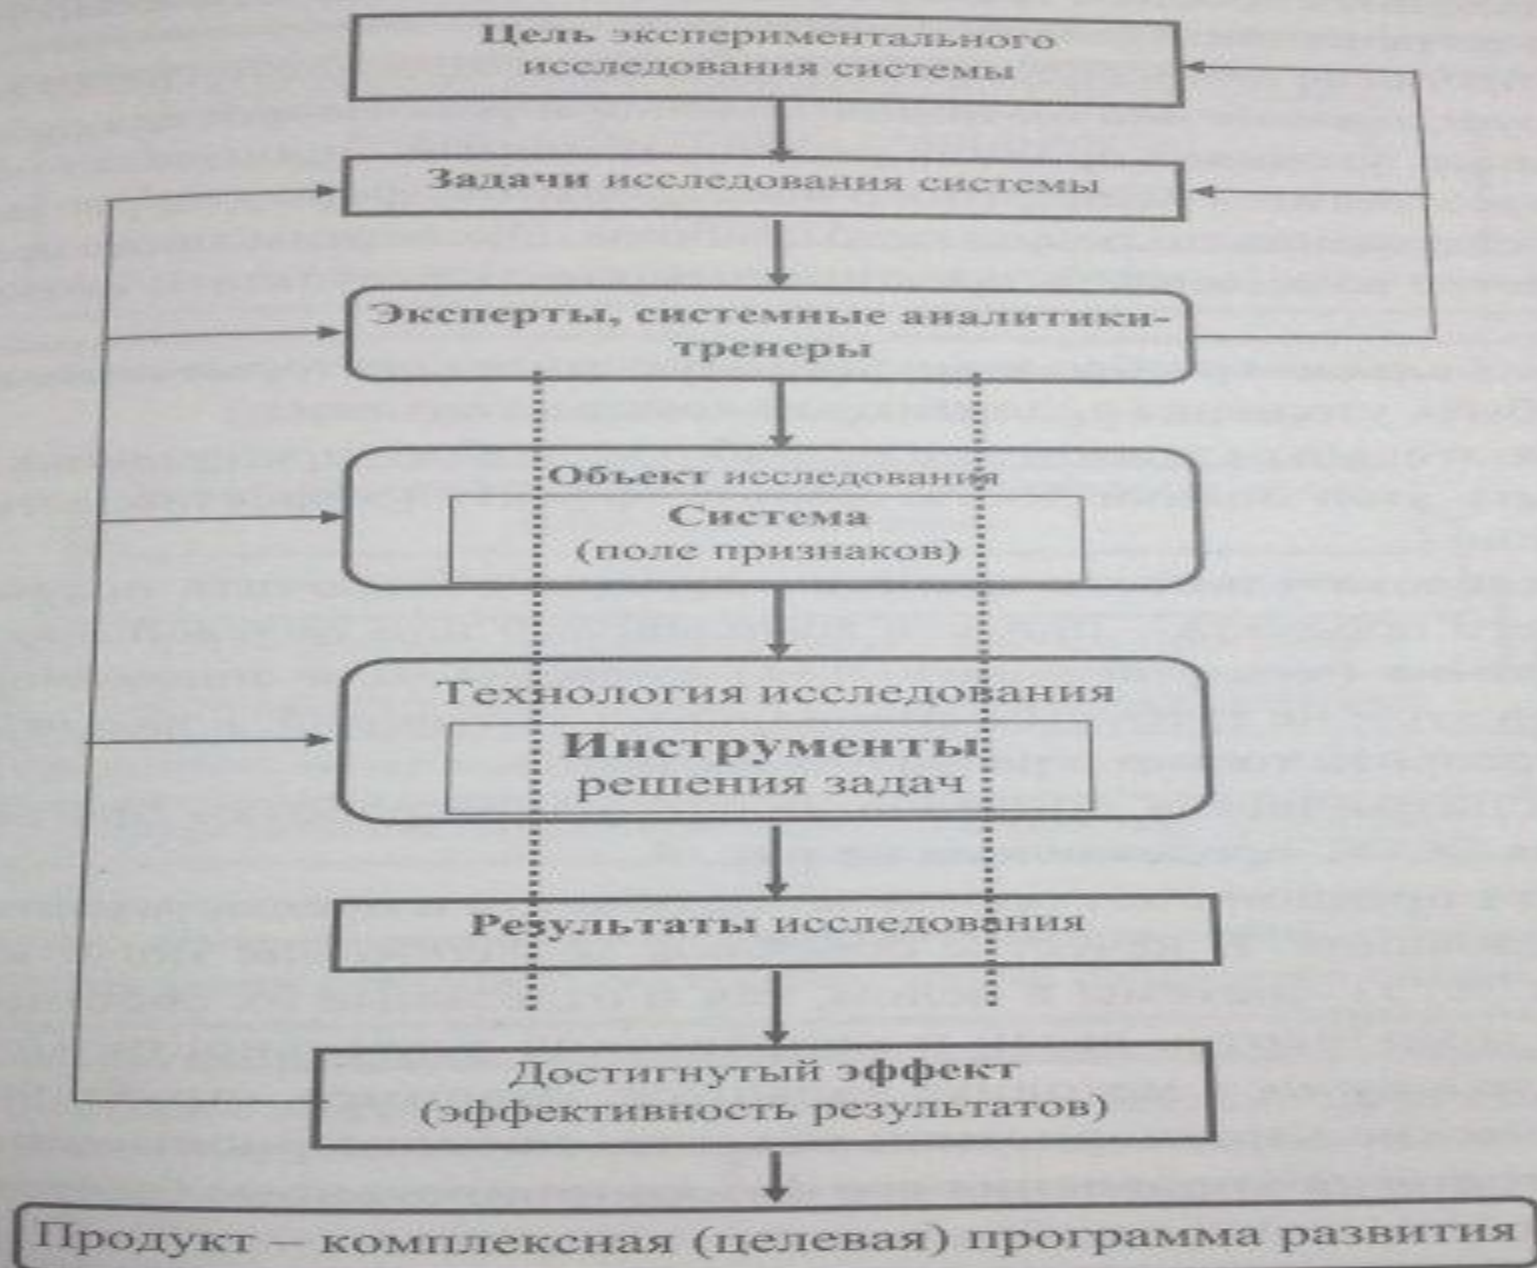 Цель экспериментального
исследования системы
Задачи исследования системы
Эксперты, системные аналитики-
тренеры
Объект исследования
Система
(поле признаков)
Технология исследования
Инструменты
решения задач
Результаты исследования
Достигнутый эффект
(эффективность результатов)
Продукт – комплексная (целевая) программа развития